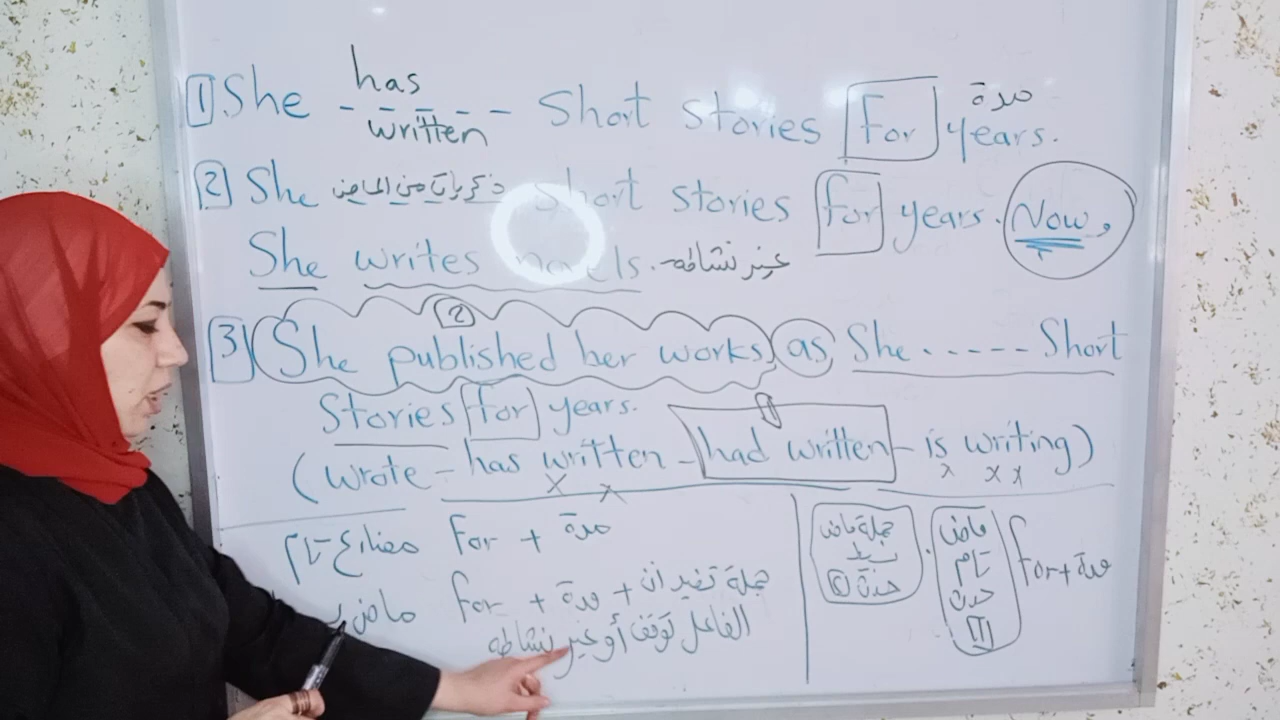 1 She has written Short stories For years. مدة
2 She ذكريات من الماضي short stories for years. Now,
She writes novels. غير نشاطه
3 She published her works as She ..... Short
2
Stories for years.
1
(wrote - has written - had written - is writing)
مضارع تام For + مدة
ماضي for + مدة + جملة تفيد أن
الفاعل توقف أو غير نشاطه
جملة ماضي بسيط حدث 2
ماضي تام حدث 1
for + مدة